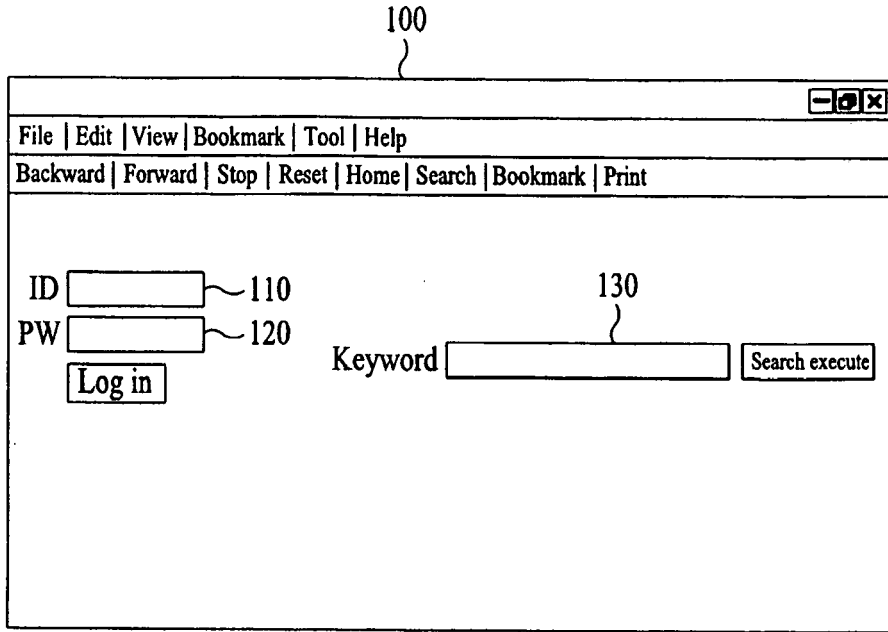 100
File | Edit | View | Bookmark | Tool | Help
Backward | Forward | Stop | Reset | Home | Search | Bookmark | Print
ID 110
130
PW 120
Keyword Search execute
Log in